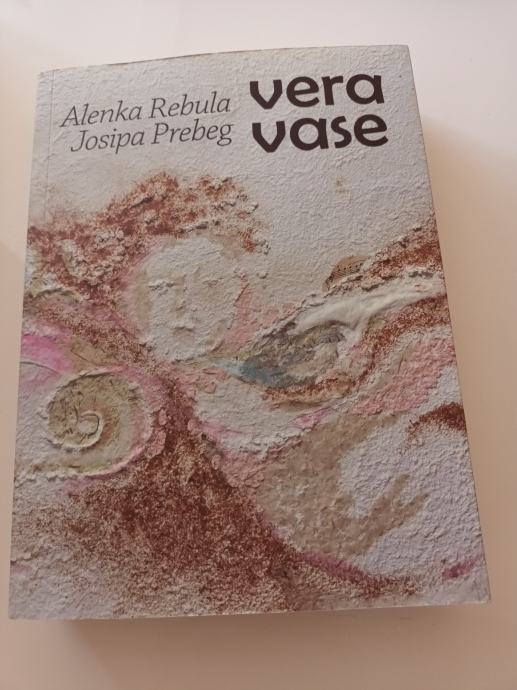 Alenka Rebula
Josipa Prebeg
vera
vase